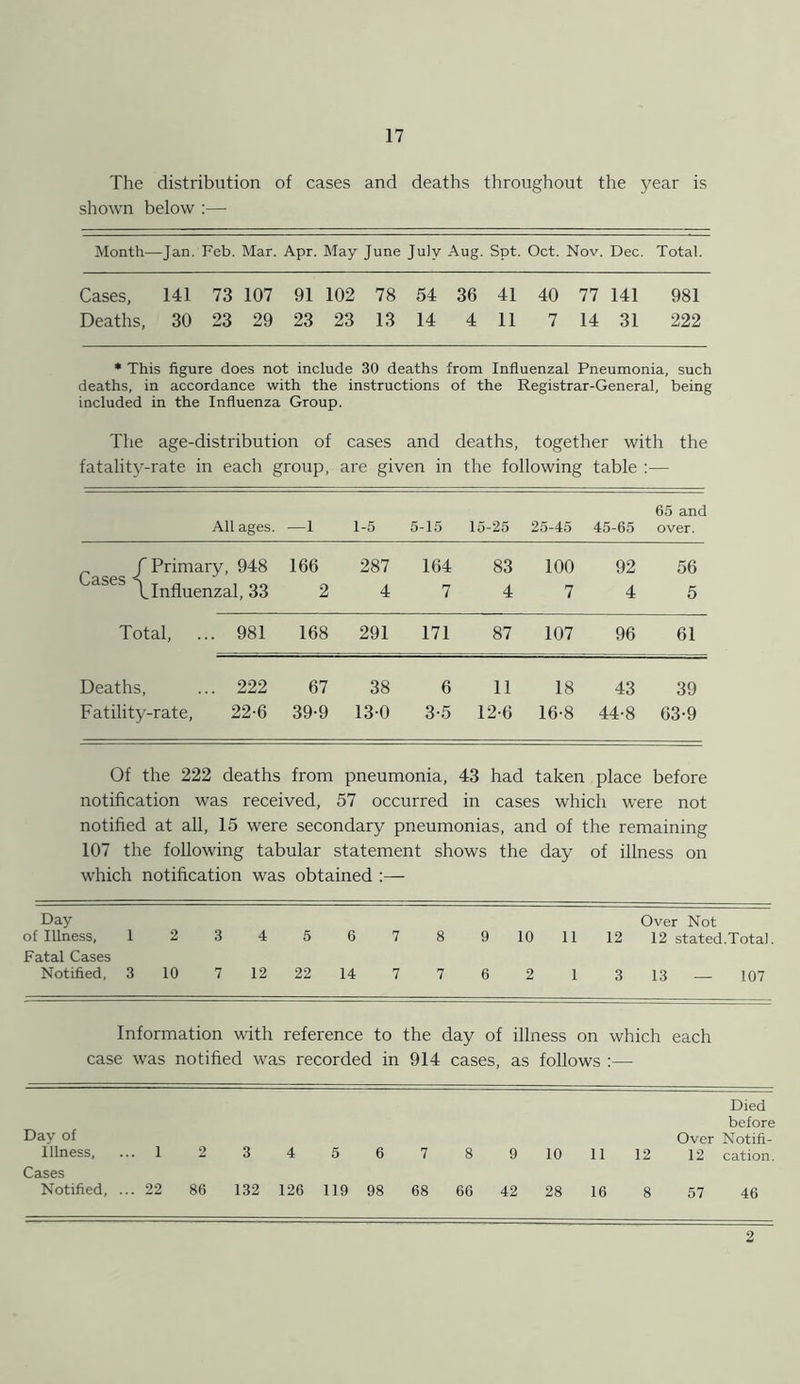 17
The distribution of cases and deaths throughout the year is
shown below :—
Month—Jan. Feb. Mar. Apr. May June July Aug. Spt. Oct. Nov. Dec. Total.
Cases, 141 73 107 91 102 78 54 36 41 40 77 141 981
Deaths, 30 23 29 23 23 13 14 4 11 7 14 31 222
* This figure does not include 30 deaths from Influenzal Pneumonia, such
deaths, in accordance with the instructions of the Registrar-General, being
included in the Influenza Group.
The age-distribution of cases and deaths, together with the
fatality-rate in each group, are given in the following table :—
65 and
All ages. —1 1-5 5-15 15-25 25-45 45-65 over.
Cases { Primary, 948 166 287 164 83 100 92 56
Influenzal, 33 2 4 7 4 7 4 5
Total, ... 981 168 291 171 87 107 96 61
Deaths, ... 222 67 38 6 11 18 43 39
Fatility-rate, 22·6 39·9 13·0 3·5 12·6 16·8 44·8 63·9
Of the 222 deaths from pneumonia, 43 had taken place before
notification was received, 57 occurred in cases which were not
notified at all, 15 were secondary pneumonias, and of the remaining
107 the following tabular statement shows the day of illness on
which notification was obtained :—
Day Over Not
of Illness, 1 2 3 4 5 6 7 8 9 10 11 12 12 stated. Total.
Fatal Cases
Notified, 3 10 7 12 22 14 7 7 6 2 1 3 13 — 107
Information with reference to the day of illness on which each
case was notified was recorded in 914 cases, as follows :—
Died
before
Day of Over Notifi-
Illness, ... 1 2 3 4 5 6 7 8 9 10 11 12 12 cation.
Cases
Notified, ... 22 86 132 126 119 98 68 66 42 28 16 8 57 46
2